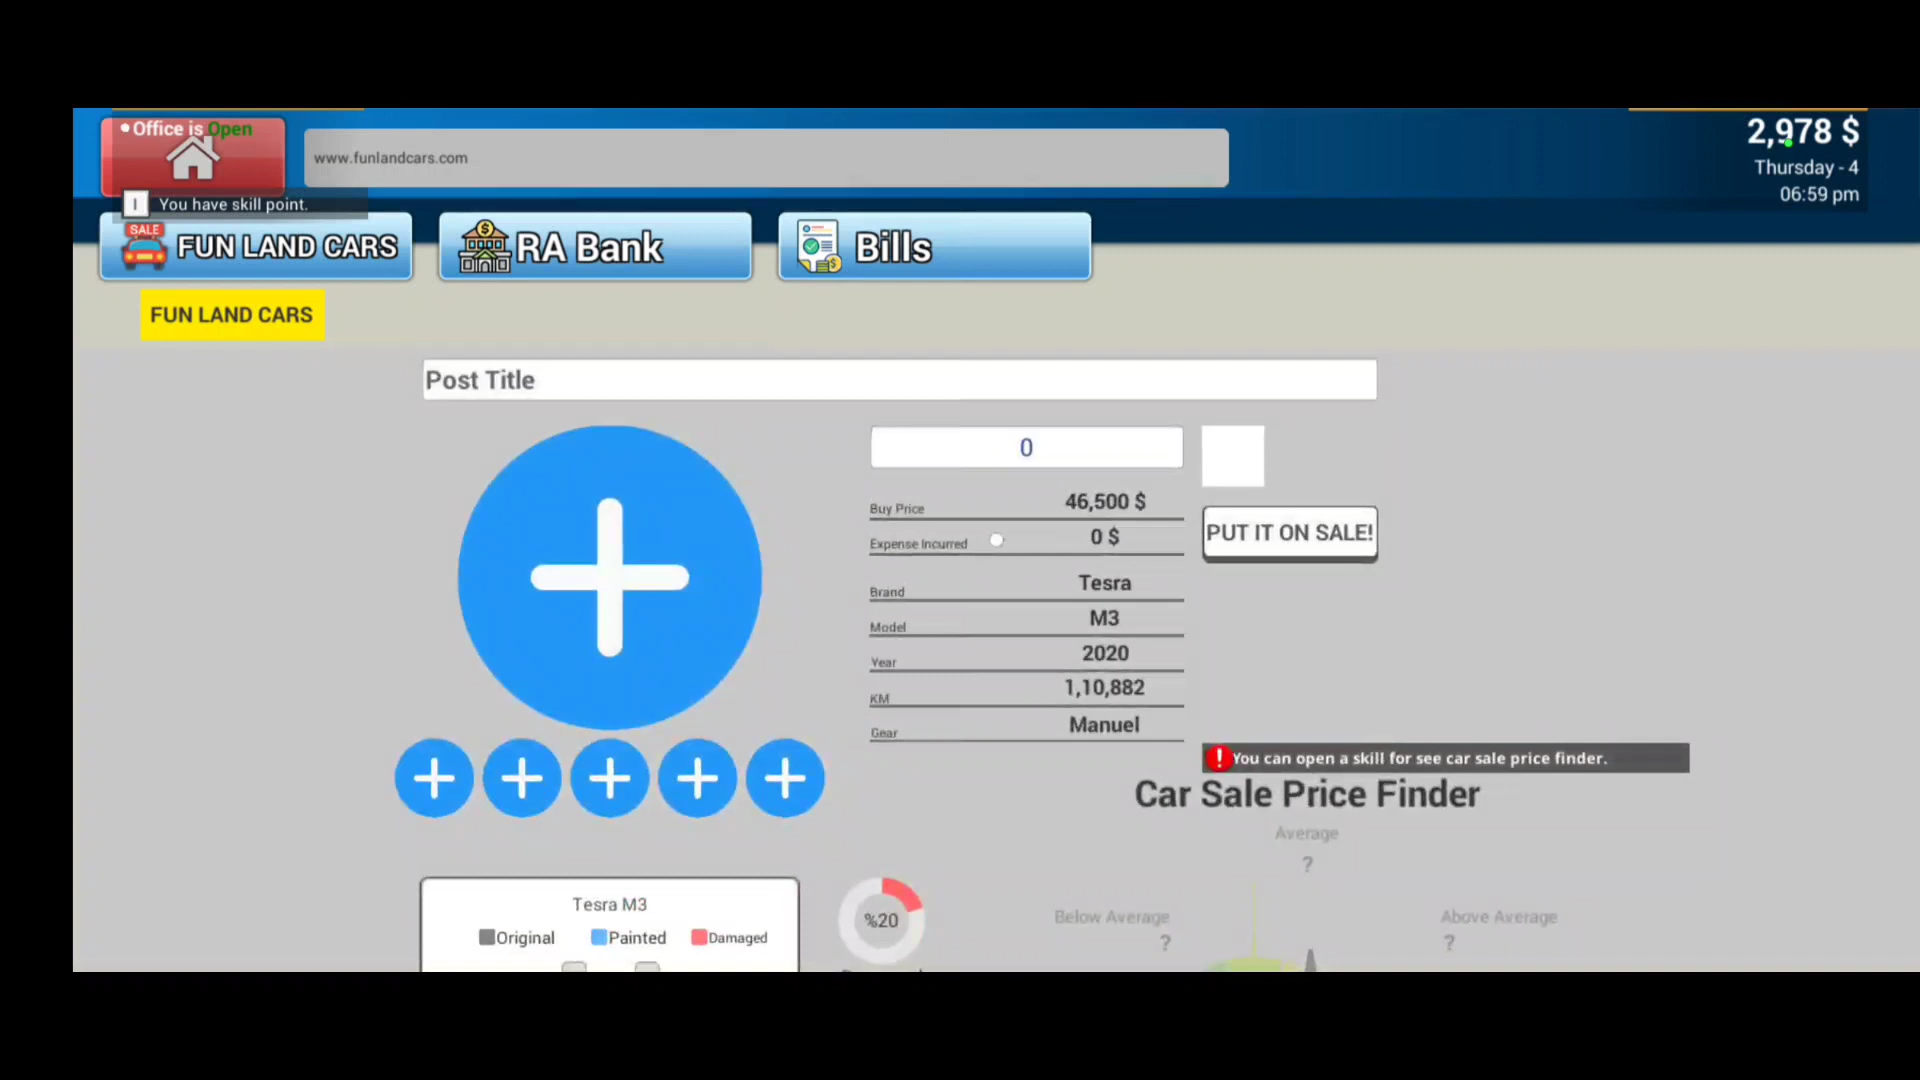 Office is Open
www.funlandcars.com
2,978 $
Thursday - 4
06:59 pm
I You have skill point.
SALE FUN LAND CARS
RA Bank
Bills
FUN LAND CARS
Post Title
0
Buy Price 46,500 $
Expense Incurred 0 $
PUT IT ON SALE!
Brand Tesra
Model M3
Year 2020
KM 1,10,882
Gear Manuel
You can open a skill for see car sale price finder.
Car Sale Price Finder
Average
?
Tesra M3
Original Painted Damaged
%20
Below Average
?
Above Average
?